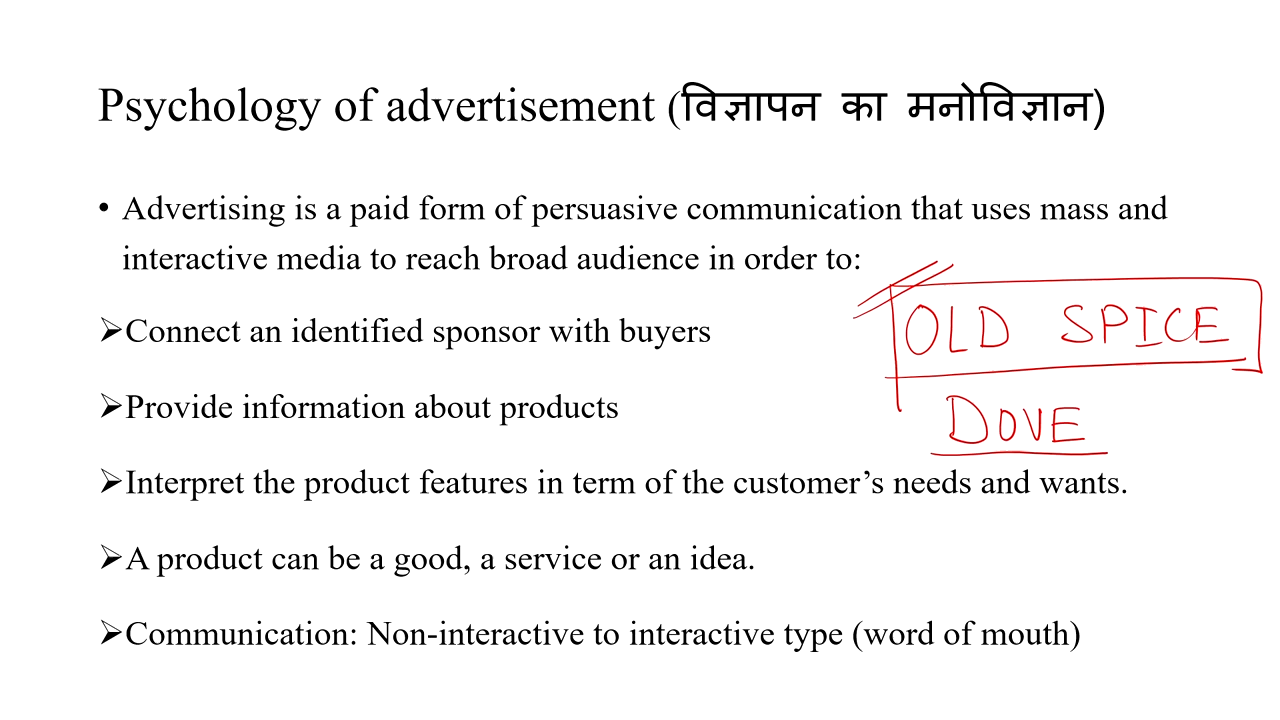 Psychology of advertisement (विज्ञापन का मनोविज्ञान)
• Advertising is a paid form of persuasive communication that uses mass and
interactive media to reach broad audience in order to:
➢Connect an identified sponsor with buyers
OLD SPICE
➢Provide information about products
DOVE
➢Interpret the product features in term of the customer’s needs and wants.
➢A product can be a good, a service or an idea.
➢Communication: Non-interactive to interactive type (word of mouth)